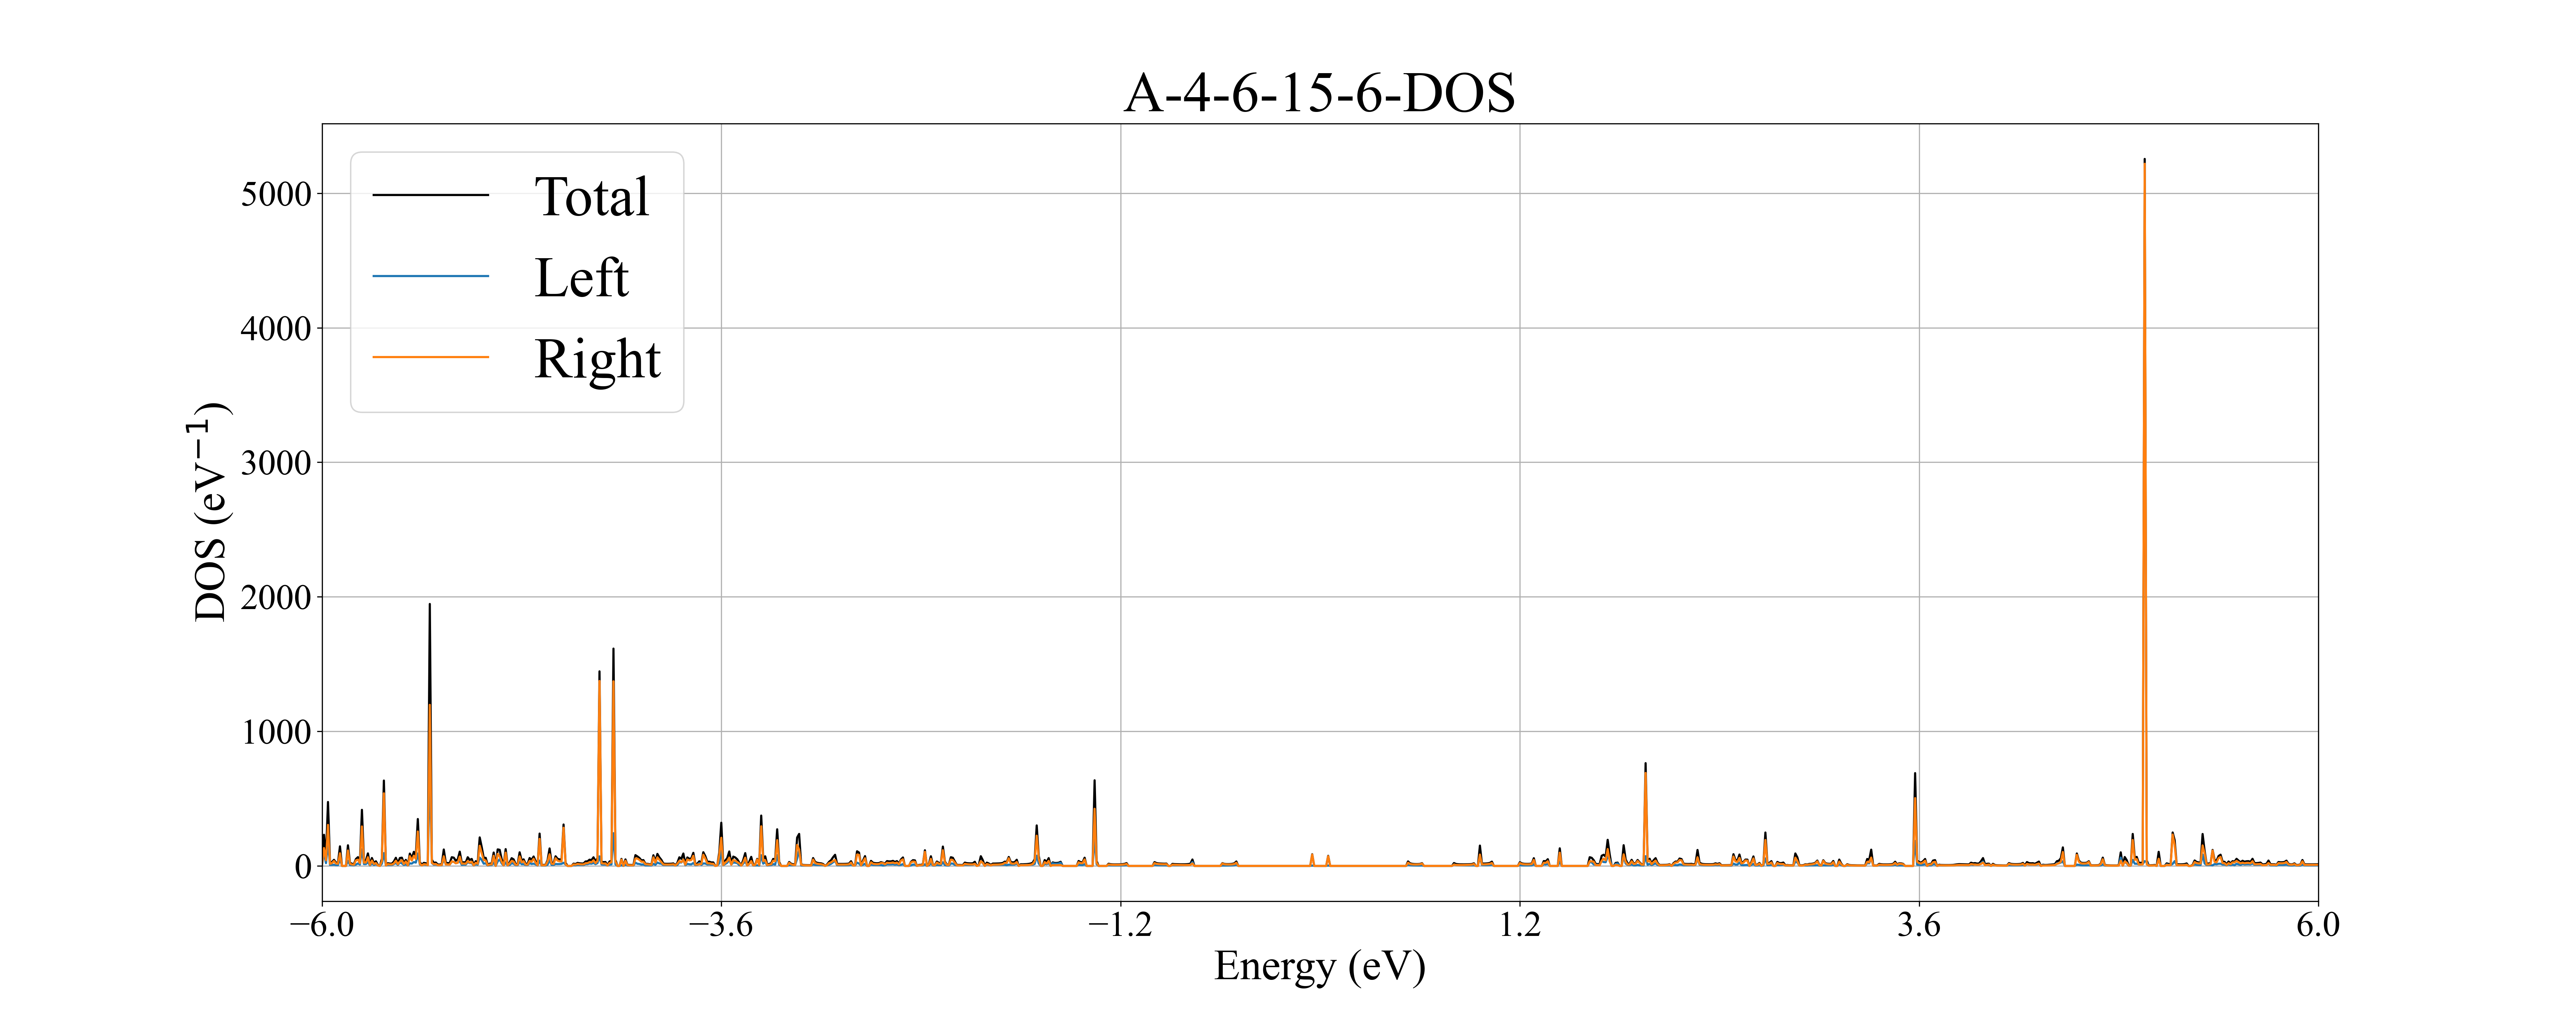 A-4-6-15-6-DOS
Total
Left
Right
DOS (eV⁻¹)
5000
4000
3000
2000
1000
0
−6.0 −3.6 −1.2 1.2 3.6 6.0
Energy (eV)